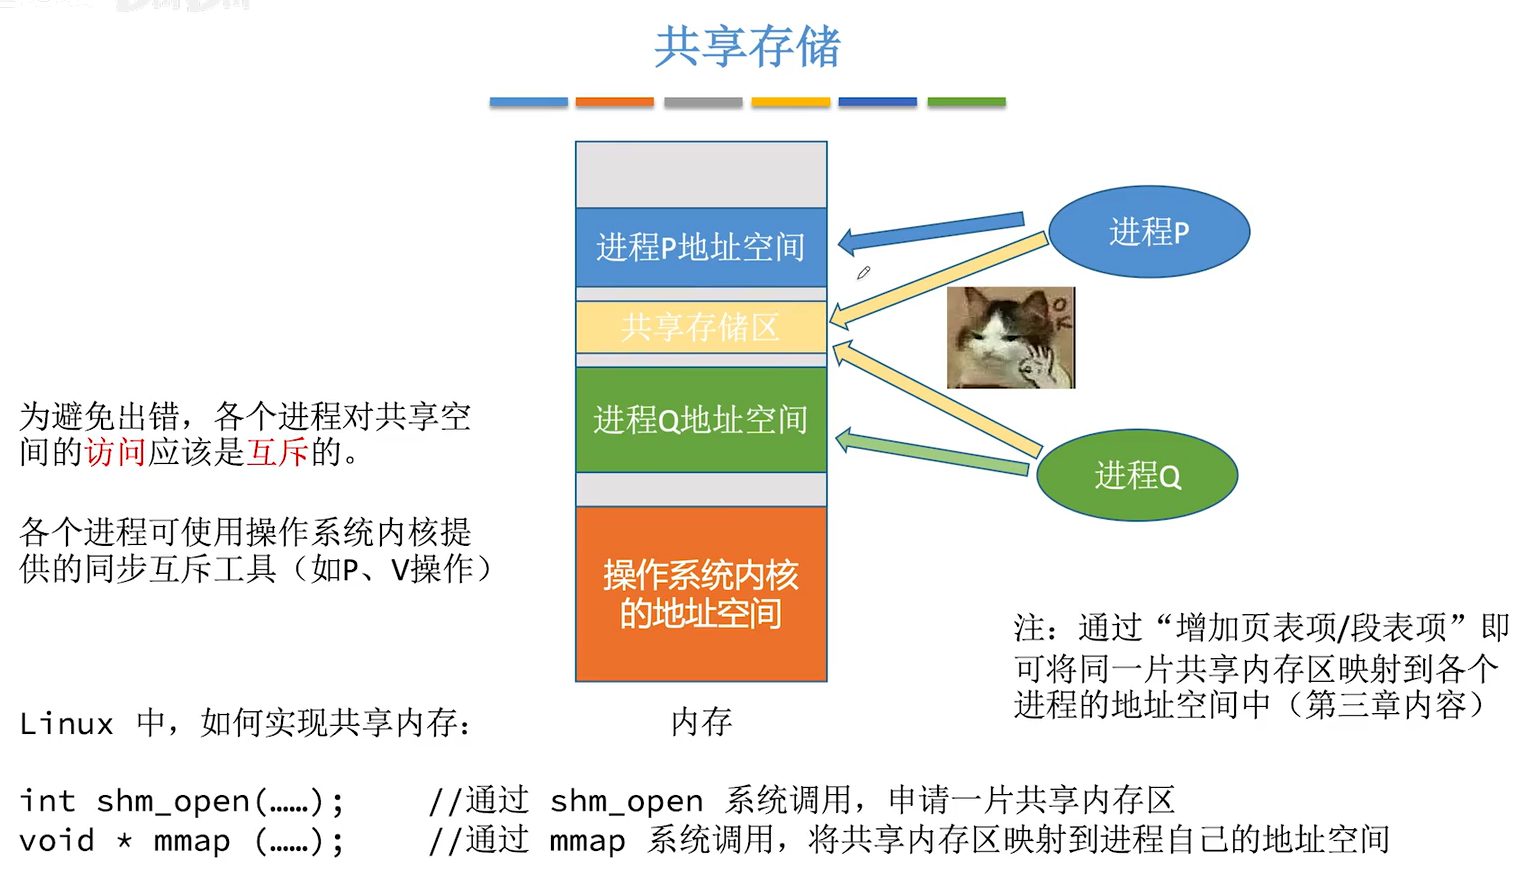 共享存储
进程P地址空间
进程P
共享存储区
OK
进程Q地址空间
进程Q
为避免出错，各个进程对共享空
间的访问应该是互斥的。
各个进程可使用操作系统内核提
供的同步互斥工具（如P、V操作）
操作系统内核
的地址空间
内存
注：通过“增加页表项/段表项”即
可将同一片共享内存区映射到各个
进程的地址空间中（第三章内容）
Linux 中，如何实现共享内存：
int shm_open(……); //通过 shm_open 系统调用，申请一片共享内存区
void * mmap (……); //通过 mmap 系统调用，将共享内存区映射到进程自己的地址空间